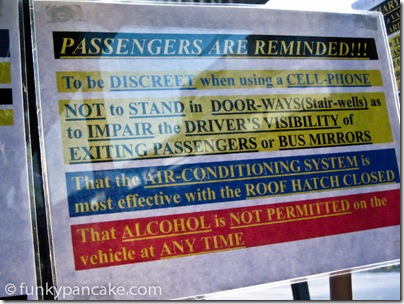 PASSENGERS ARE REMINDED!!!
To be DISCREET when using a CELL-PHONE
NOT to STAND in DOOR-WAYS(Stair-wells) as
to IMPAIR the DRIVER'S VISIBILITY of
EXITING PASSENGERS or BUS MIRRORS
That the AIR-CONDITIONING SYSTEM is
most effective with the ROOF HATCH CLOSED
That ALCOHOL is NOT PERMITTED on the
vehicle at ANY TIME
© funkypancake.com